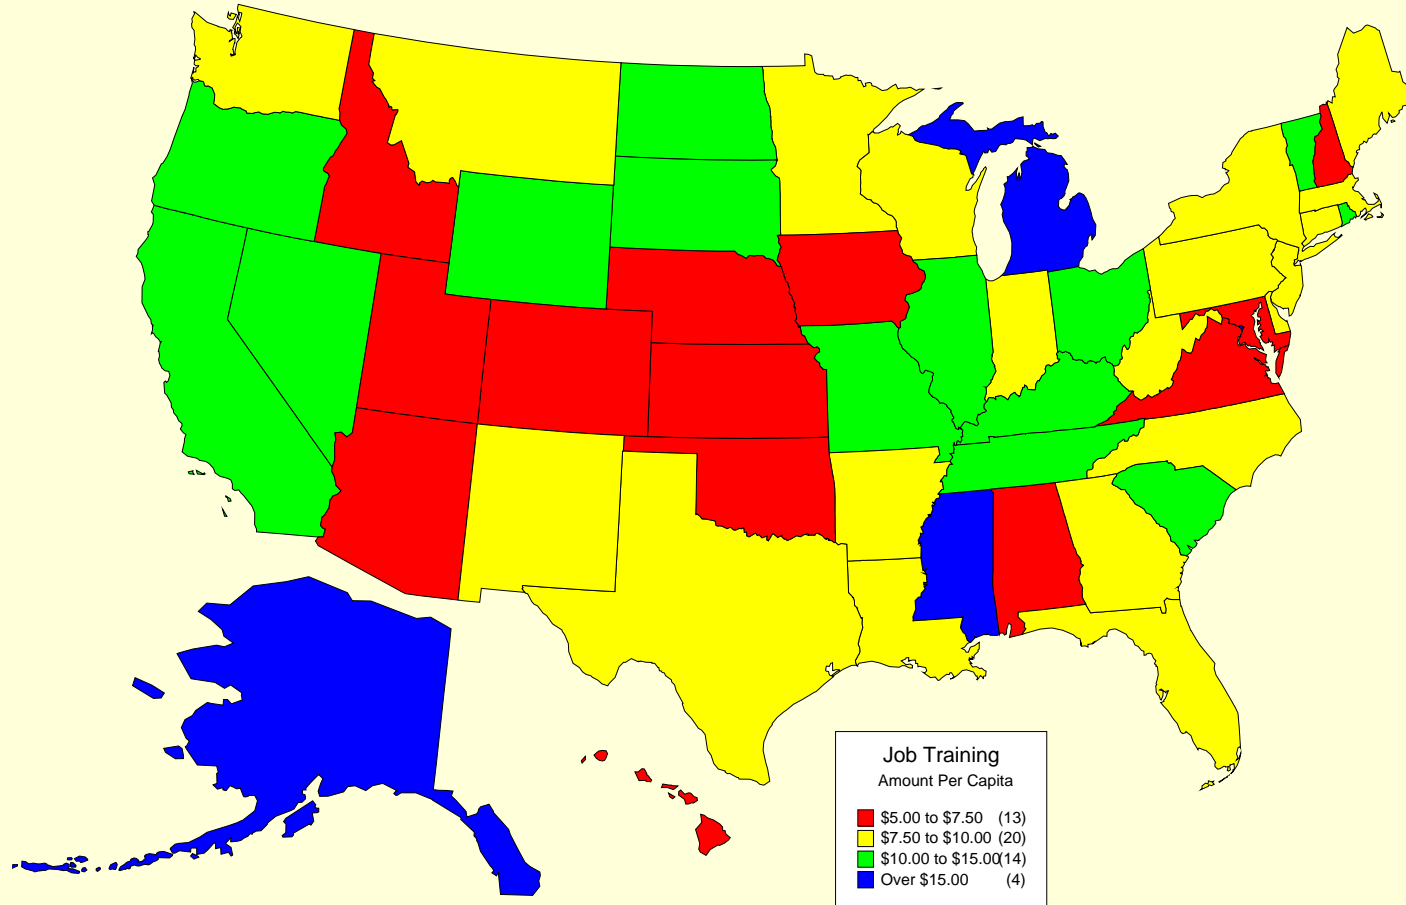 Job Training
Amount Per Capita
$5.00 to $7.50 (13)
$7.50 to $10.00 (20)
$10.00 to $15.00(14)
Over $15.00 (4)